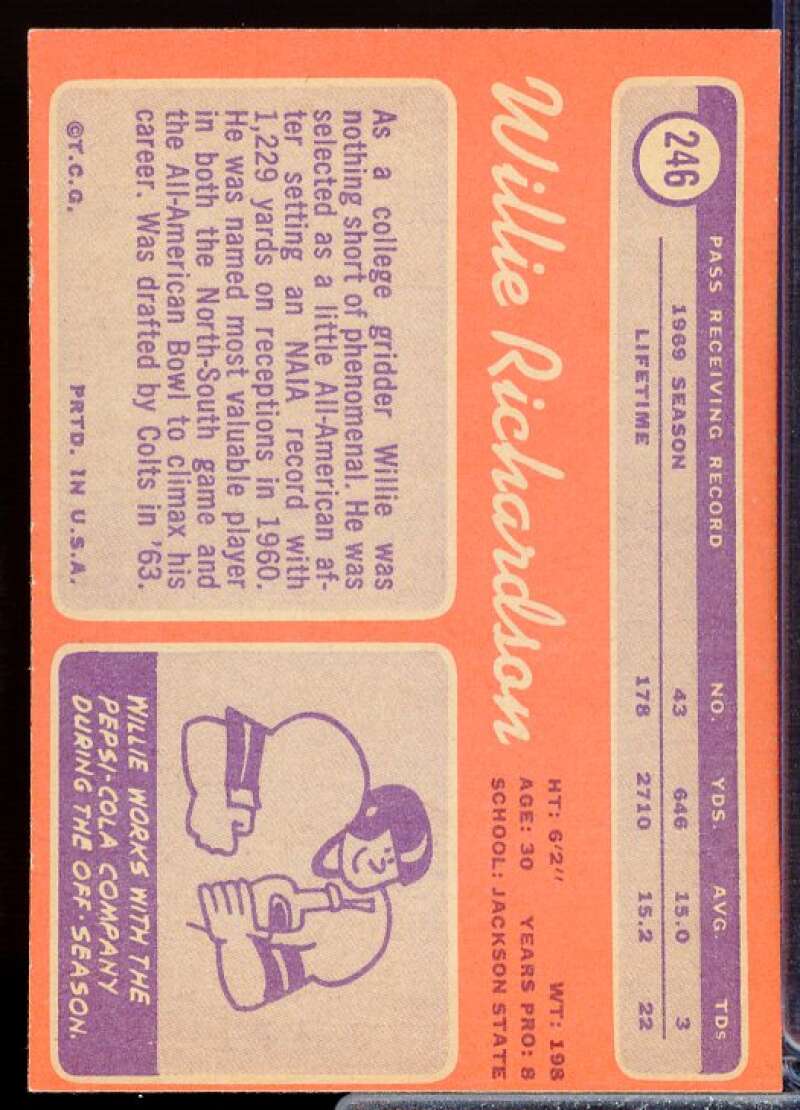 246
PASS RECEIVING RECORD NO. YDS. AVG. TDs
1969 SEASON 43 646 15.0 3
LIFETIME 178 2710 15.2 22
Willie Richardson
HT: 6'2" WT: 198
AGE: 30 YEARS PRO: 8
SCHOOL: JACKSON STATE
As a college gridder Willie was
nothing short of phenomenal. He was
selected as a little All-American af-
ter setting an NAIA record with
1,229 yards on receptions in 1960.
He was named most valuable player
in both the North-South game and
the All-American Bowl to climax his
career. Was drafted by Colts in '63.
©T.C.G. PRTD. IN U.S.A.
WILLIE WORKS WITH THE
PEPSI-COLA COMPANY
DURING THE OFF-SEASON.